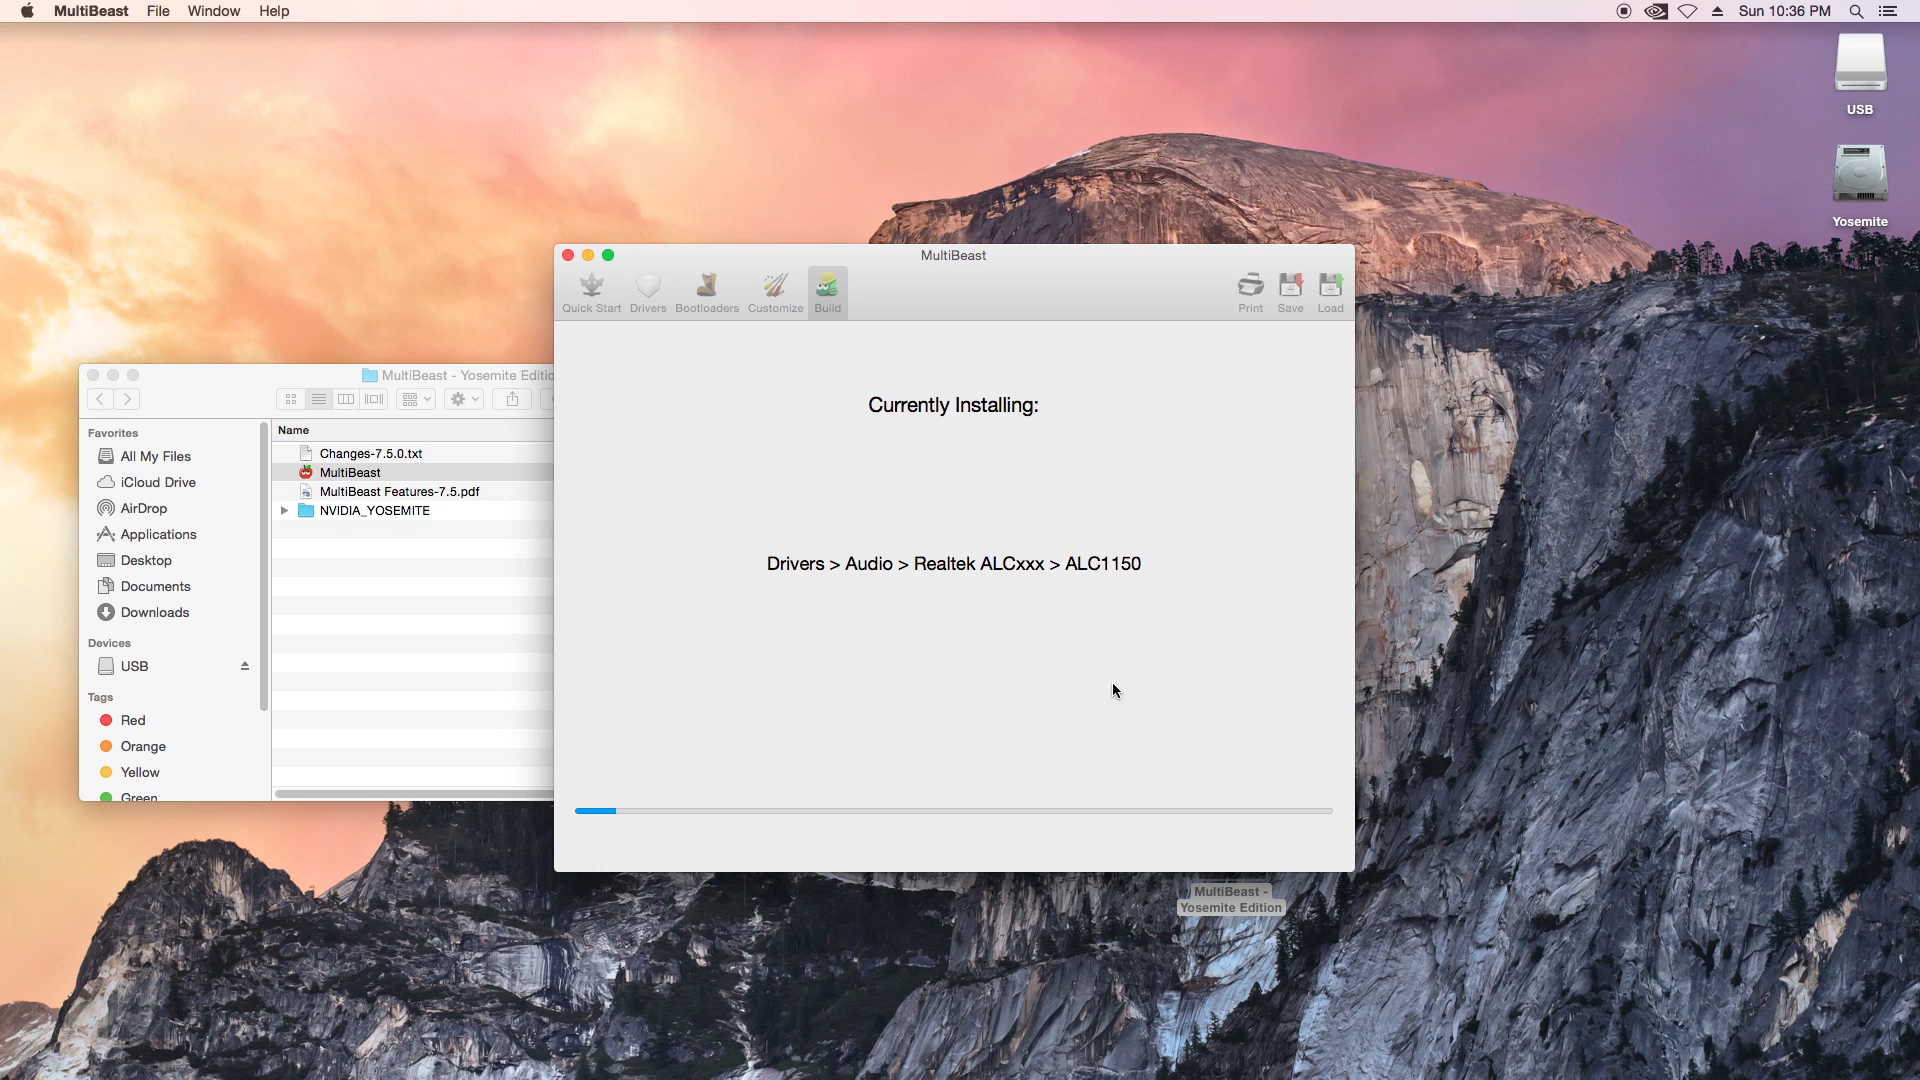 MultiBeast File Window Help
Sun 10:36 PM
USB
Yosemite
MultiBeast
Quick Start Drivers Bootloaders Customize Build
Print Save Load
Currently Installing:
Drivers > Audio > Realtek ALCxxx > ALC1150
MultiBeast - Yosemite Editio
Favorites
All My Files
iCloud Drive
AirDrop
Applications
Desktop
Documents
Downloads
Devices
USB
Tags
Red
Orange
Yellow
Green
Name
Changes-7.5.0.txt
MultiBeast
MultiBeast Features-7.5.pdf
NVIDIA_YOSEMITE
MultiBeast -
Yosemite Edition